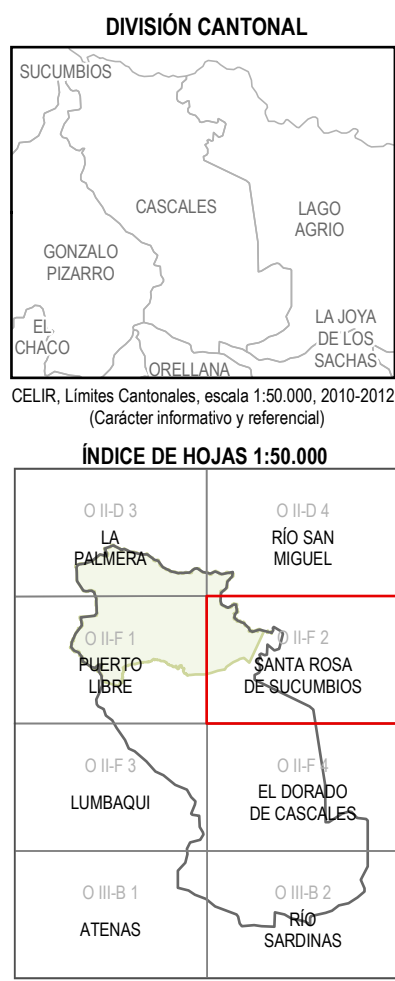 DIVISIÓN CANTONAL
SUCUMBIOS
CASCALES
LAGO
AGRIO
GONZALO
PIZARRO
LA JOYA
DE LOS
SACHAS
EL
CHACO
ORELLANA
CELIR, Límites Cantonales, escala 1:50.000, 2010-2012
(Carácter informativo y referencial)
ÍNDICE DE HOJAS 1:50.000
O II-D 3
LA
PALMERA
O II-D 4
RÍO SAN
MIGUEL
O II-F 1
PUERTO
LIBRE
O II-F 2
SANTA ROSA
DE SUCUMBIOS
O II-F 3
LUMBAQUI
O II-F 4
EL DORADO
DE CASCALES
O III-B 1
ATENAS
O III-B 2
RÍO
SARDINAS